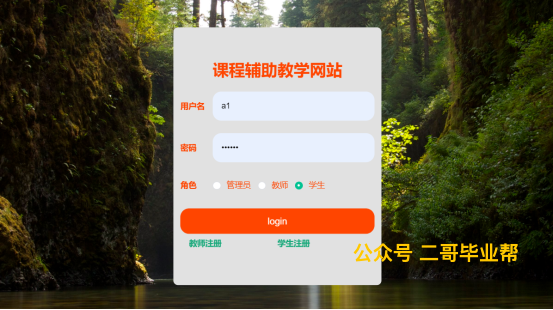 课程辅助教学网站
用户名 a1
密码 ••••••
角色 管理员 教师 学生
login
教师注册 学生注册
公众号 二哥毕业帮